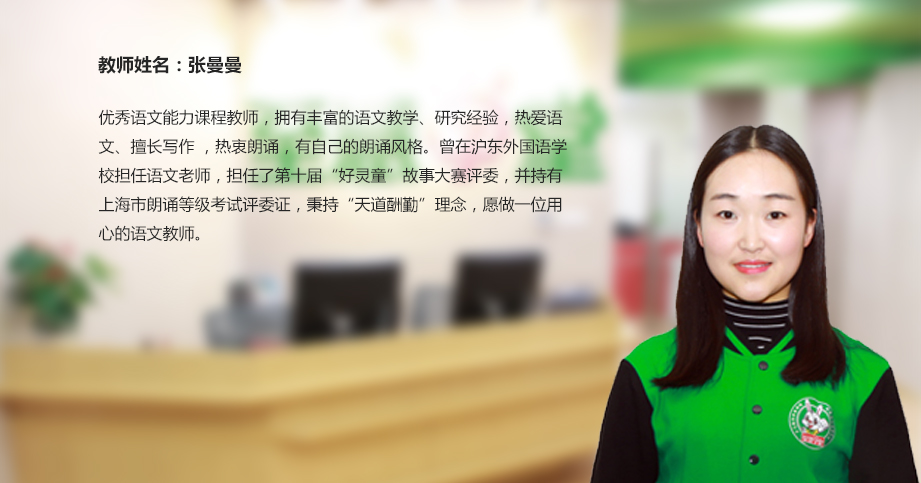 教师姓名：张曼曼
优秀语文能力课程教师，拥有丰富的语文教学、研究经验，热爱语
文、擅长写作 ，热衷朗诵，有自己的朗诵风格。曾在沪东外国语学
校担任语文老师，担任了第十届“好灵童”故事大赛评委，并持有
上海市朗诵等级考试评委证，秉持“天道酬勤”理念，愿做一位用
心的语文教师。